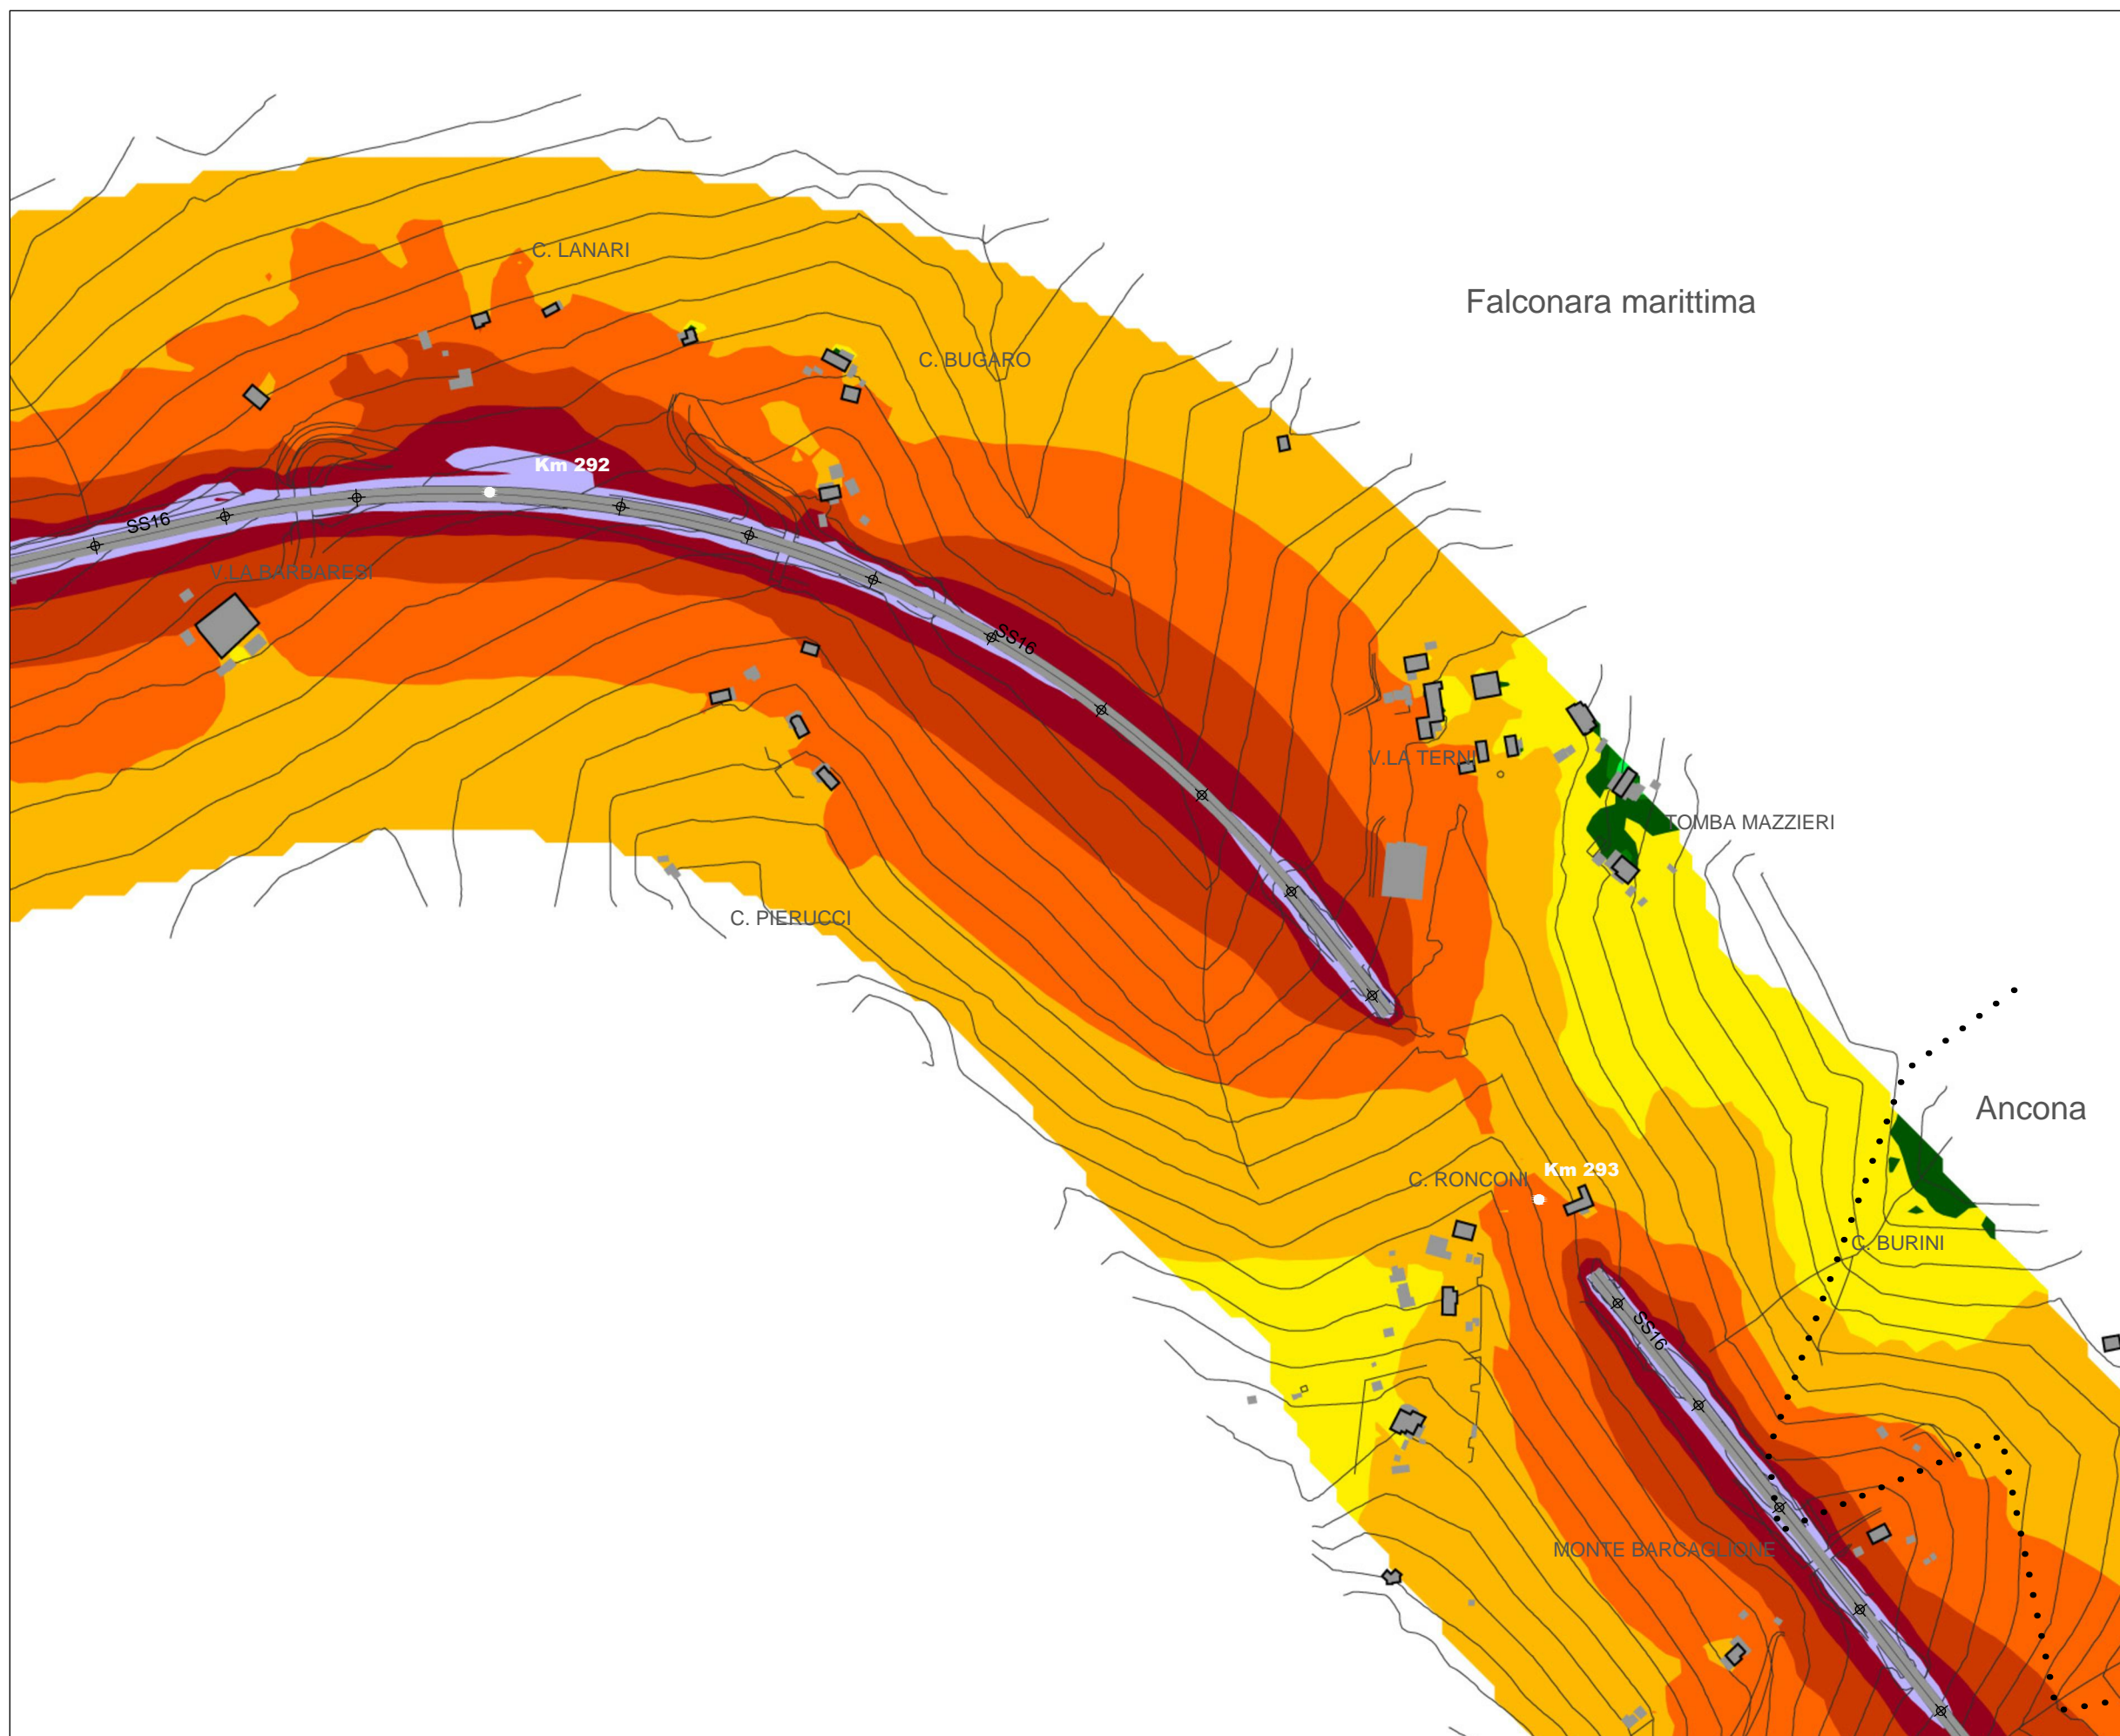 C. LANARI
Falconara marittima
C. BUGARO
Km 292
SS16
V.LA BARBARESI
SS16
V.LA TERNI
TOMBA MAZZIERI
C. PIERUCCI
Ancona
Km 293
C. RONCONI
C. BURINI
SS16
MONTE BARCAGLIONE